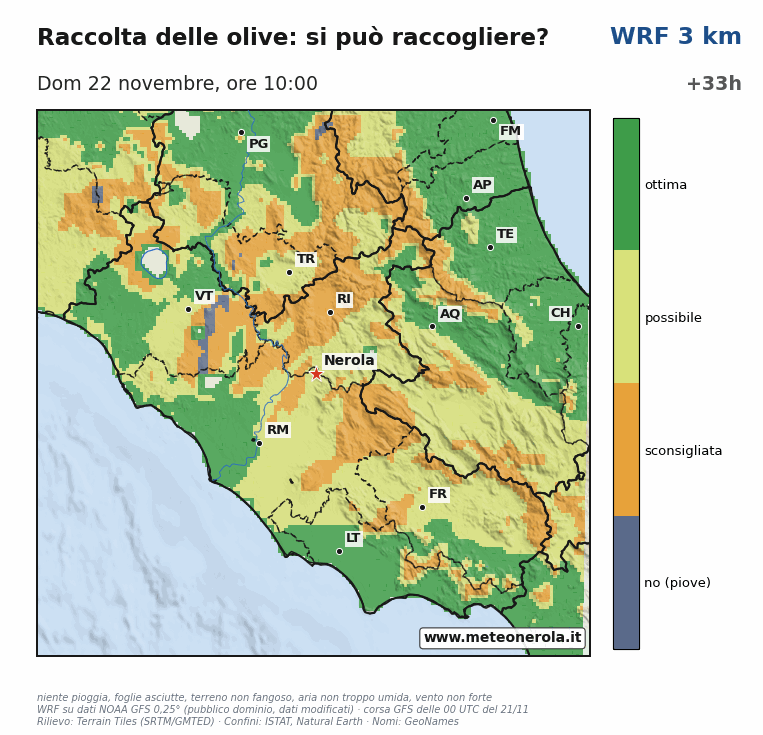 Raccolta delle olive: si può raccogliere?
WRF 3 km
Dom 22 novembre, ore 10:00
+33h
FM
PG
AP
TE
TR
VT
RI
AQ
CH
Nerola
RM
FR
LT
www.meteonerola.it
ottima
possibile
sconsigliata
no (piove)
niente pioggia, foglie asciutte, terreno non fangoso, aria non troppo umida, vento non forte
WRF su dati NOAA GFS 0,25° (pubblico dominio, dati modificati) · corsa GFS delle 00 UTC del 21/11
Rilievo: Terrain Tiles (SRTM/GMTED) · Confini: ISTAT, Natural Earth · Nomi: GeoNames